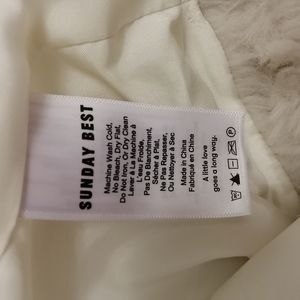 SUNDAY BEST
Machine Wash Cold,
No Bleach, Dry Flat,
Do Not Iron, Or Dry Clean
Laver à La Machine à
L'eau Froide,
Pas De Blanchiment,
Sécher à Plat,
Ne Pas Repasser,
Ou Nettoyer à Sec
Made in China
Fabriqué en Chine
A little love
goes a long way.